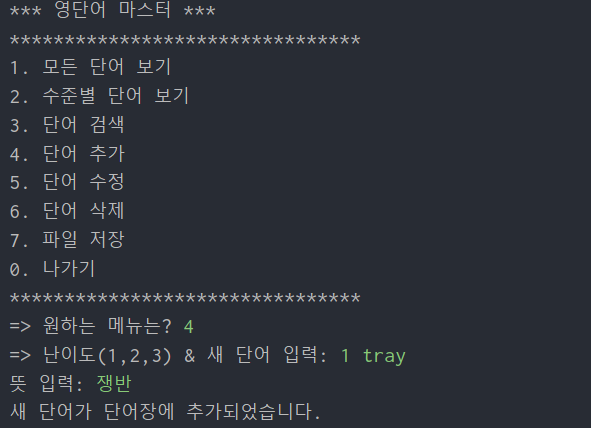 *** 영단어 마스터 ***
********************************
1. 모든 단어 보기
2. 수준별 단어 보기
3. 단어 검색
4. 단어 추가
5. 단어 수정
6. 단어 삭제
7. 파일 저장
0. 나가기
********************************
=> 원하는 메뉴는? 4
=> 난이도(1,2,3) & 새 단어 입력: 1 tray
뜻 입력: 쟁반
새 단어가 단어장에 추가되었습니다.